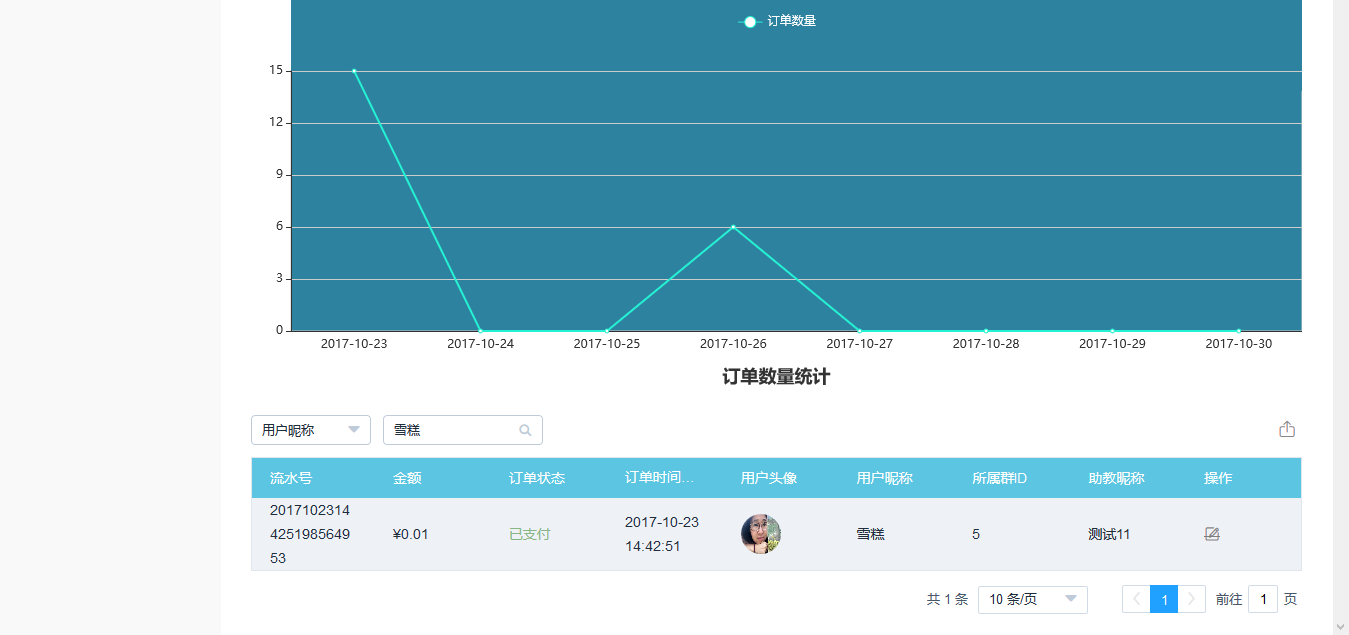 订单数量
15
12
9
6
3
0
2017-10-23 2017-10-24 2017-10-25 2017-10-26 2017-10-27 2017-10-28 2017-10-29 2017-10-30
订单数量统计
用户昵称 雪糕
流水号 金额 订单状态 订单时间... 用户头像 用户昵称 所属群ID 助教昵称 操作
2017102314
4251985649
53
¥0.01
已支付
2017-10-23
14:42:51
雪糕
5
测试11
共 1 条 10 条/页 1 前往 1 页